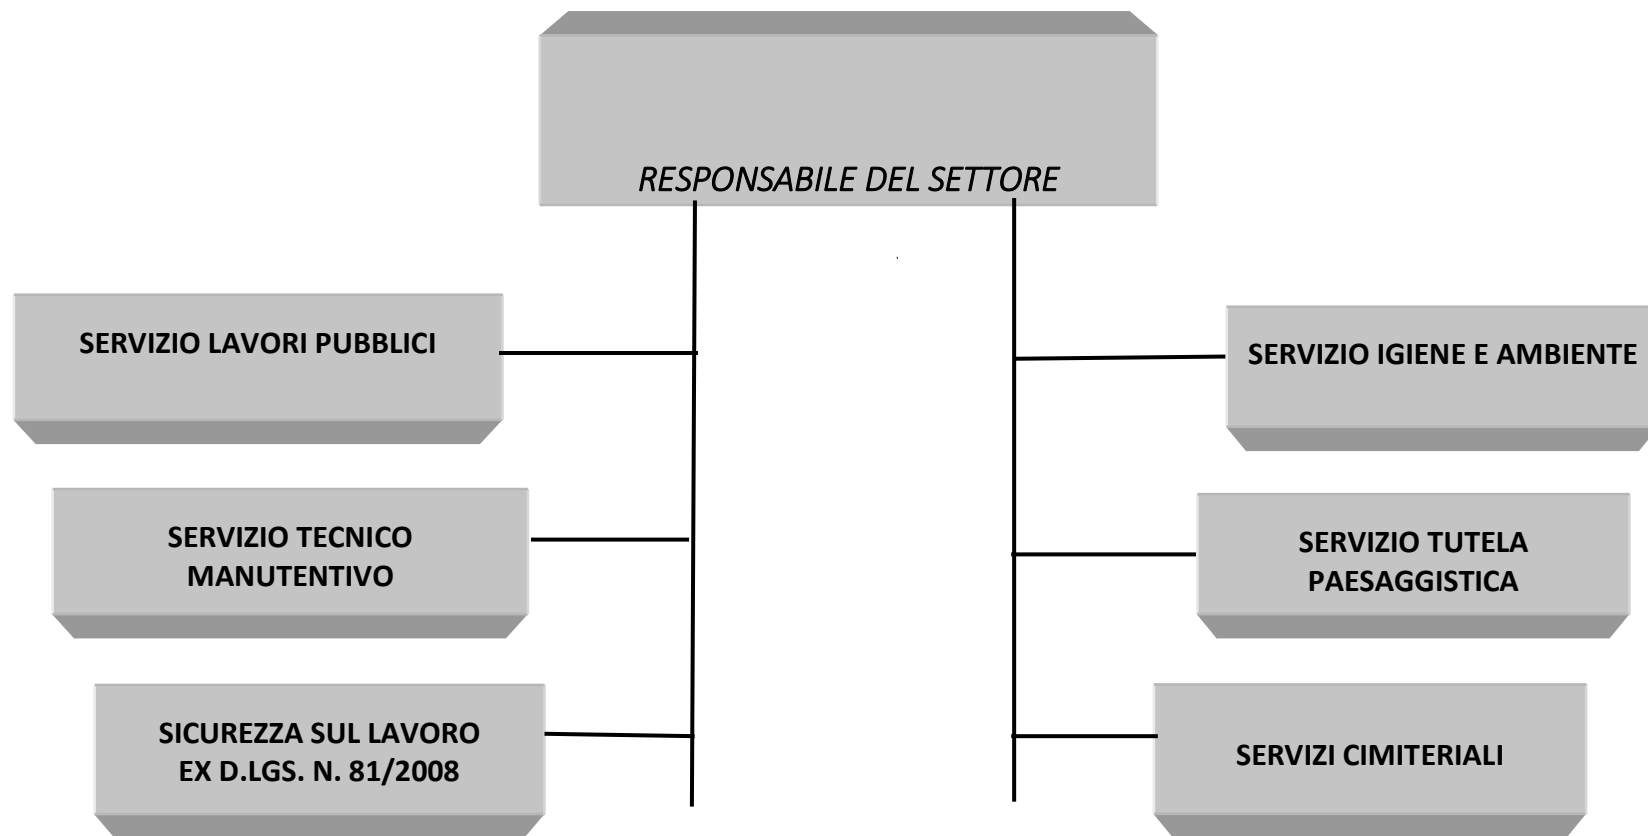 RESPONSABILE DEL SETTORE
SERVIZIO LAVORI PUBBLICI
SERVIZIO IGIENE E AMBIENTE
SERVIZIO TECNICO
MANUTENTIVO
SERVIZIO TUTELA
PAESAGGISTICA
SICUREZZA SUL LAVORO
EX D.LGS. N. 81/2008
SERVIZI CIMITERIALI